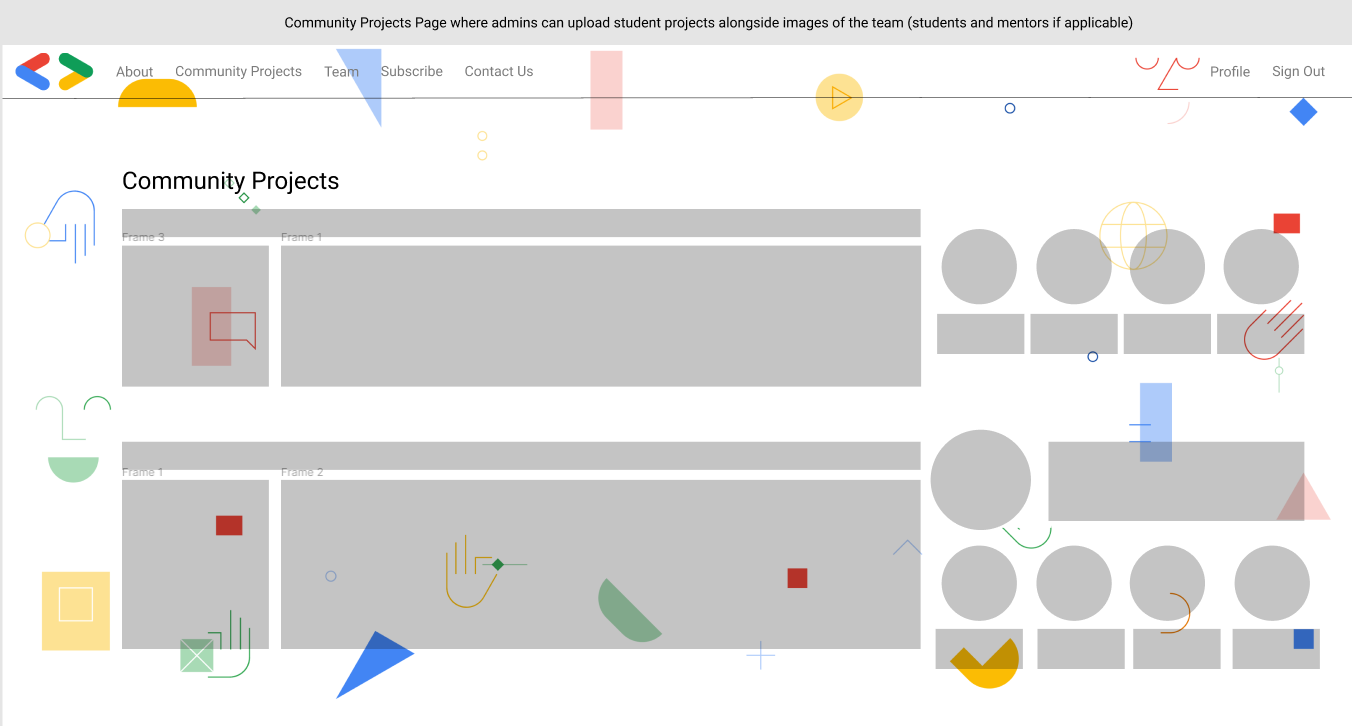 Community Projects Page where admins can upload student projects alongside images of the team (students and mentors if applicable)
About Community Projects Team Subscribe Contact Us Profile Sign Out
Community Projects
Frame 3 Frame 1
Frame 1 Frame 2